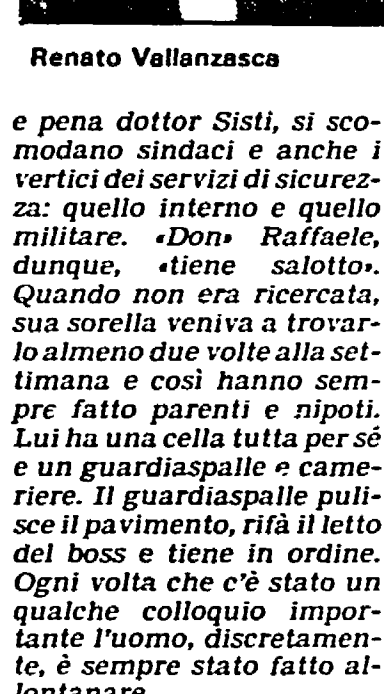 Renato Vallanzasca
e pena dottor Sisti, si sco-
modano sindaci e anche i
vertici dei servizi di sicurez-
za: quello interno e quello
militare. «Don» Raffaele,
dunque, «tiene salotto».
Quando non era ricercata,
sua sorella veniva a trovar-
lo almeno due volte alla set-
timana e così hanno sem-
pre fatto parenti e nipoti.
Lui ha una cella tutta per sé
e un guardiaspalle e came-
riere. Il guardiaspalle puli-
sce il pavimento, rifà il letto
del boss e tiene in ordine.
Ogni volta che c'è stato un
qualche colloquio impor-
tante l'uomo, discretamen-
te, è sempre stato fatto al-
lontanare